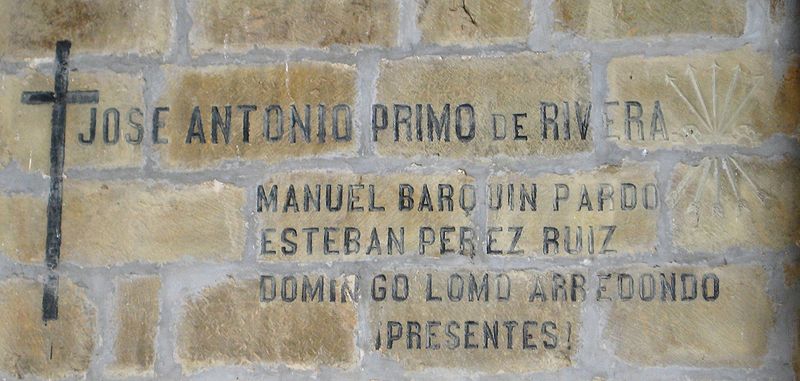 JOSE ANTONIO PRIMO DE RIVERA
MANUEL BARQUIN PARDO
ESTEBAN PEREZ RUIZ
DOMINGO LOMO ARREDONDO
¡PRESENTES!